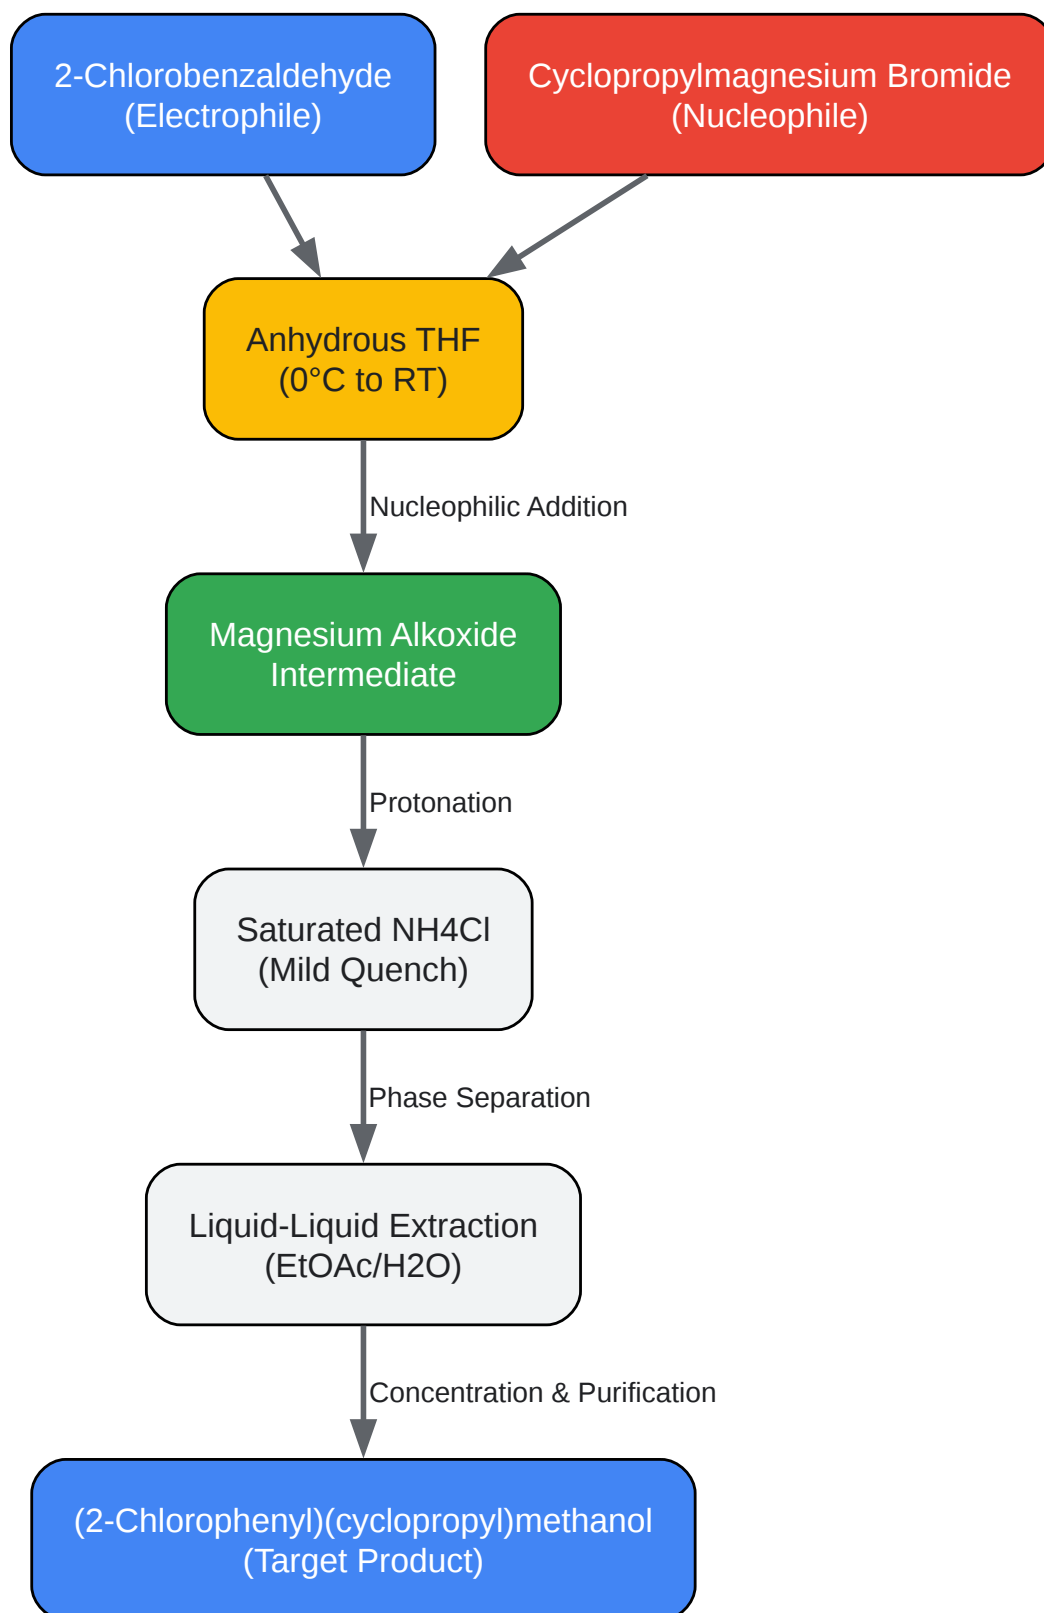 2-Chlorobenzaldehyde
(Electrophile)
Cyclopropylmagnesium Bromide
(Nucleophile)
Anhydrous THF
(0°C to RT)
Nucleophilic Addition
Magnesium Alkoxide
Intermediate
Protonation
Saturated NH4Cl
(Mild Quench)
Phase Separation
Liquid-Liquid Extraction
(EtOAc/H2O)
Concentration & Purification
(2-Chlorophenyl)(cyclopropyl)methanol
(Target Product)